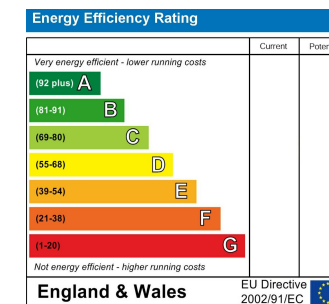 Energy Efficiency Rating
Current Poten
Very energy efficient - lower running costs
(92 plus) A
(81-91) B
(69-80) C
(55-68) D
(39-54) E
(21-38) F
(1-20) G
Not energy efficient - higher running costs
England & Wales
EU Directive
2002/91/EC